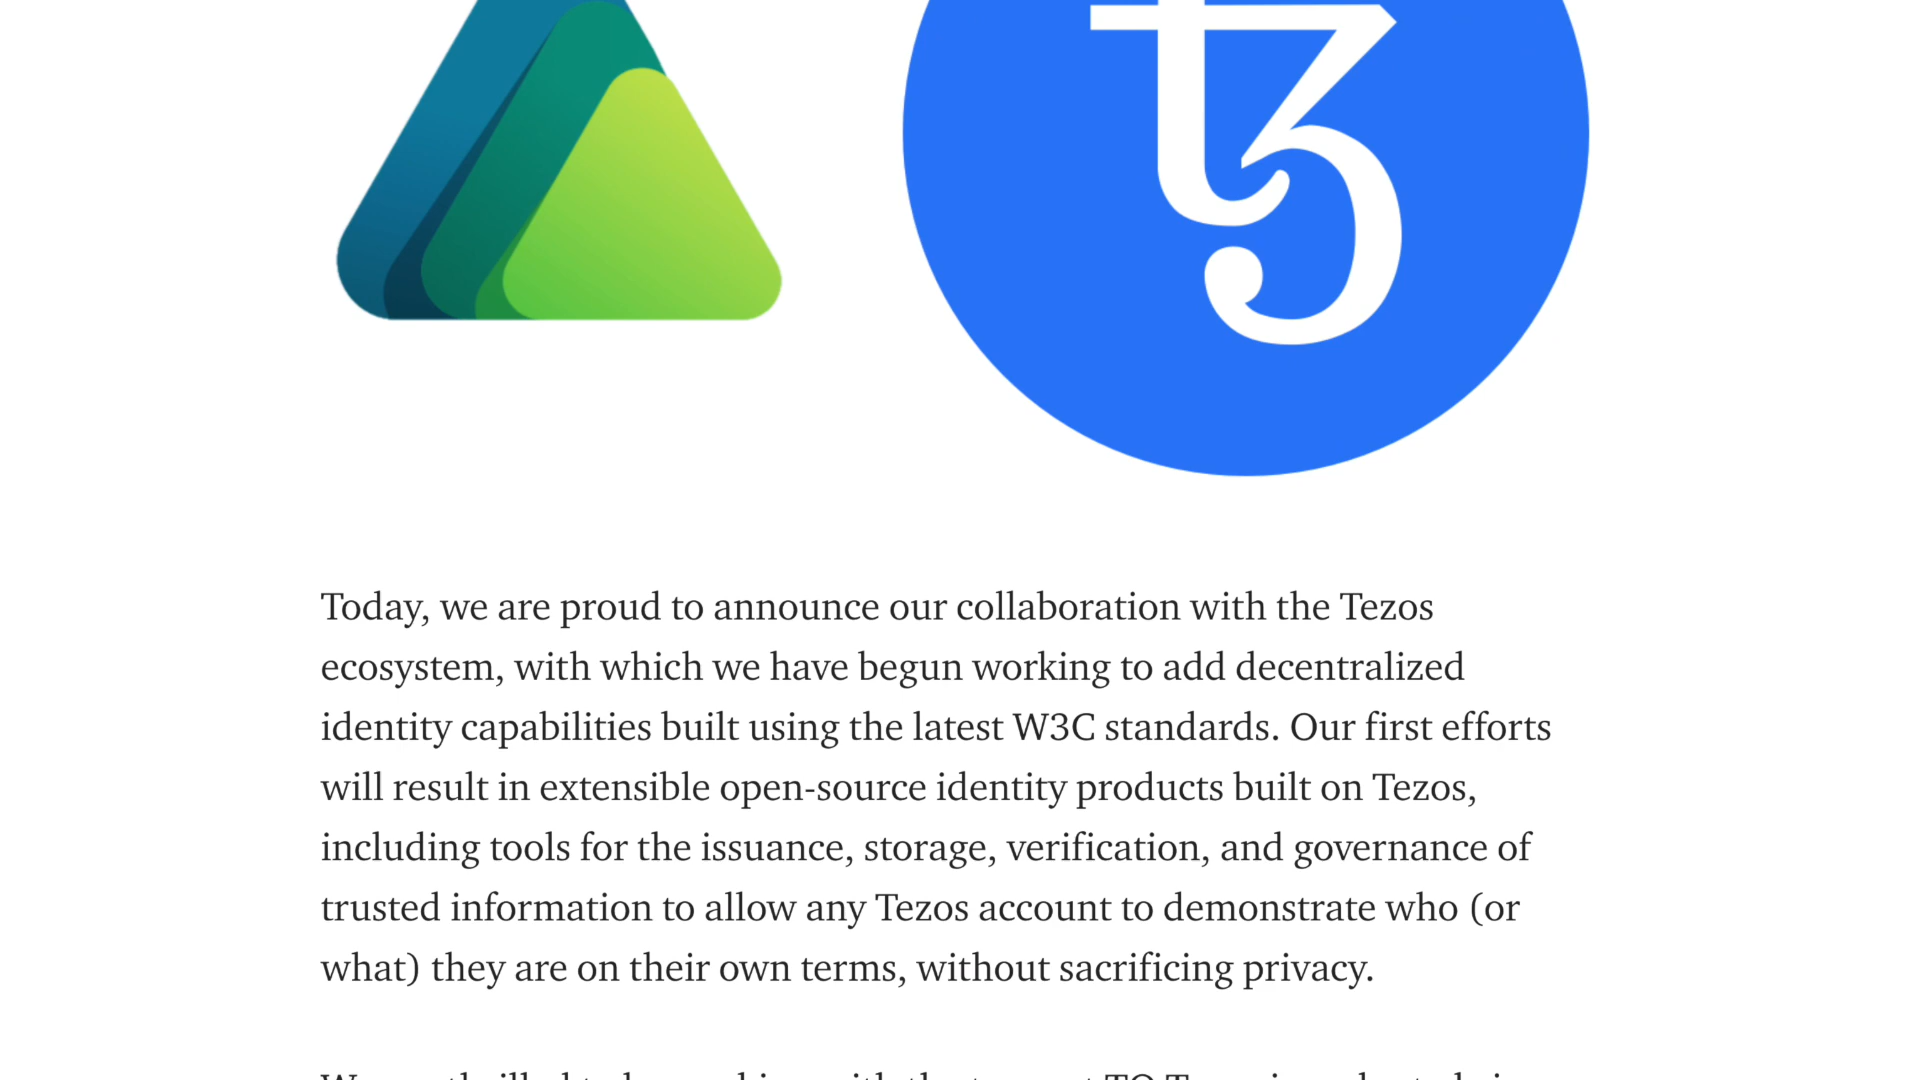 Today, we are proud to announce our collaboration with the Tezos
ecosystem, with which we have begun working to add decentralized
identity capabilities built using the latest W3C standards. Our first efforts
will result in extensible open-source identity products built on Tezos,
including tools for the issuance, storage, verification, and governance of
trusted information to allow any Tezos account to demonstrate who (or
what) they are on their own terms, without sacrificing privacy.